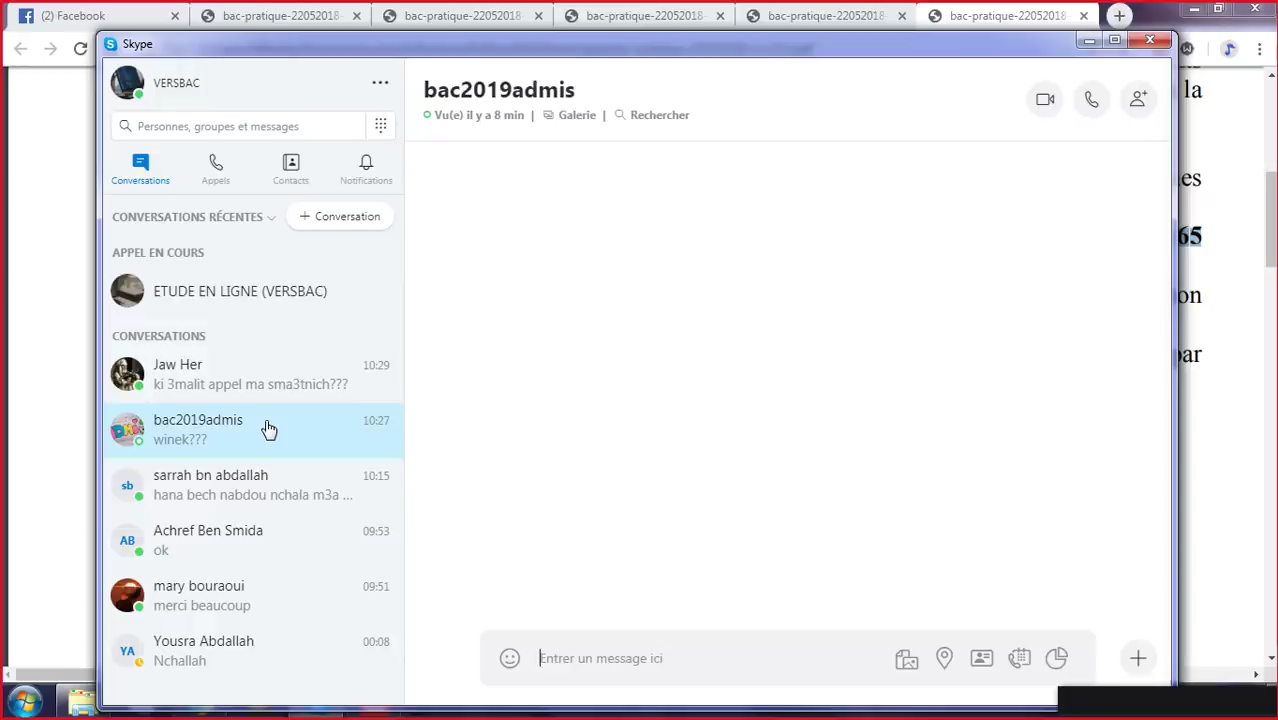 (2) Facebook
bac-pratique-22052018-
bac-pratique-22052018-
bac-pratique-22052018-
bac-pratique-22052018-
bac-pratique-22052018-
Skype
VERSBAC
Personnes, groupes et messages
Conversations
Appels
Contacts
Notifications
CONVERSATIONS RÉCENTES
+ Conversation
APPEL EN COURS
ETUDE EN LIGNE (VERSBAC)
CONVERSATIONS
Jaw Her 10:29
ki 3malit appel ma sma3tnich???
bac2019admis 10:27
winek???
sb
sarrah bn abdallah 10:15
hana bech nabdou nchala m3a ...
AB
Achref Ben Smida 09:53
ok
mary bouraoui 09:51
merci beaucoup
YA
Yousra Abdallah 00:08
Nchallah
bac2019admis
Vu(e) il y a 8 min | Galerie | Rechercher
Entrer un message ici
la
es
65
on
par